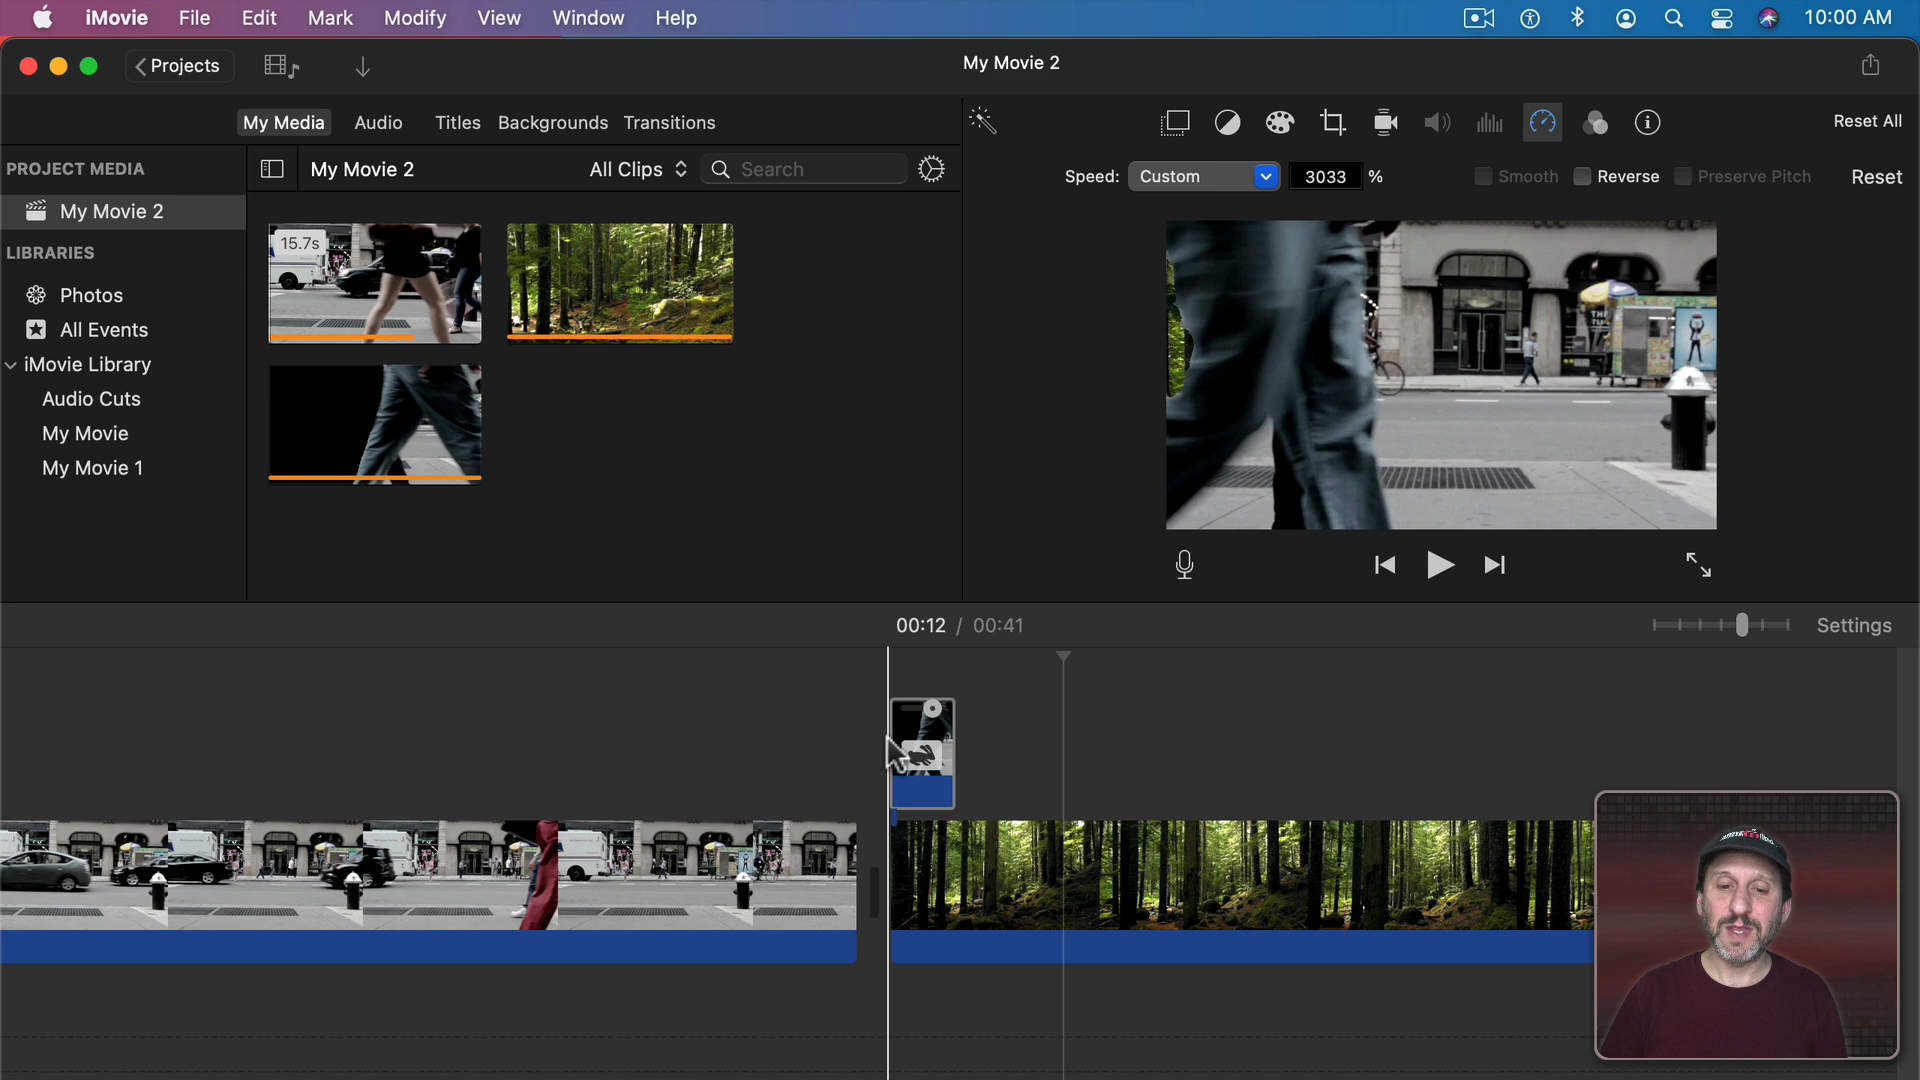 iMovie File Edit Mark Modify View Window Help 10:00 AM
Projects My Movie 2
My Media Audio Titles Backgrounds Transitions Reset All
PROJECT MEDIA My Movie 2 All Clips Search
Speed: Custom 3033 % Smooth Reverse Preserve Pitch Reset
My Movie 2
LIBRARIES
15.7s
Photos
All Events
iMovie Library
Audio Cuts
My Movie
My Movie 1
00:12 / 00:41 Settings